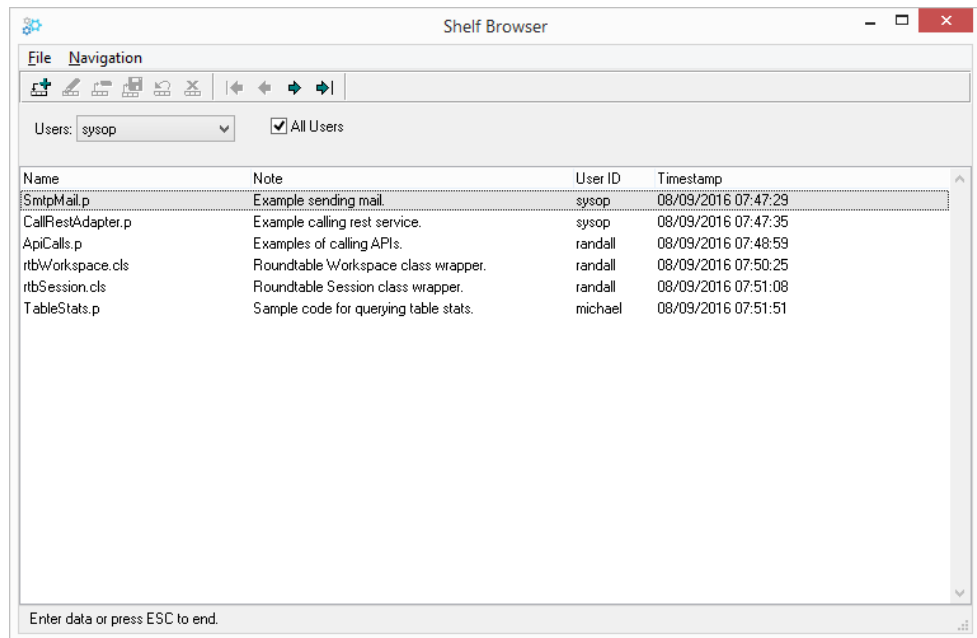 Shelf Browser
File Navigation
Users: sysop All Users
Name Note User ID Timestamp
SmtpMail.p Example sending mail. sysop 08/09/2016 07:47:29
CallRestAdapter.p Example calling rest service. sysop 08/09/2016 07:47:35
ApiCalls.p Examples of calling APIs. randall 08/09/2016 07:48:59
rtbWorkspace.cls Roundtable Workspace class wrapper. randall 08/09/2016 07:50:25
rtbSession.cls Roundtable Session class wrapper. randall 08/09/2016 07:51:08
TableStats.p Sample code for querying table stats. michael 08/09/2016 07:51:51
Enter data or press ESC to end.